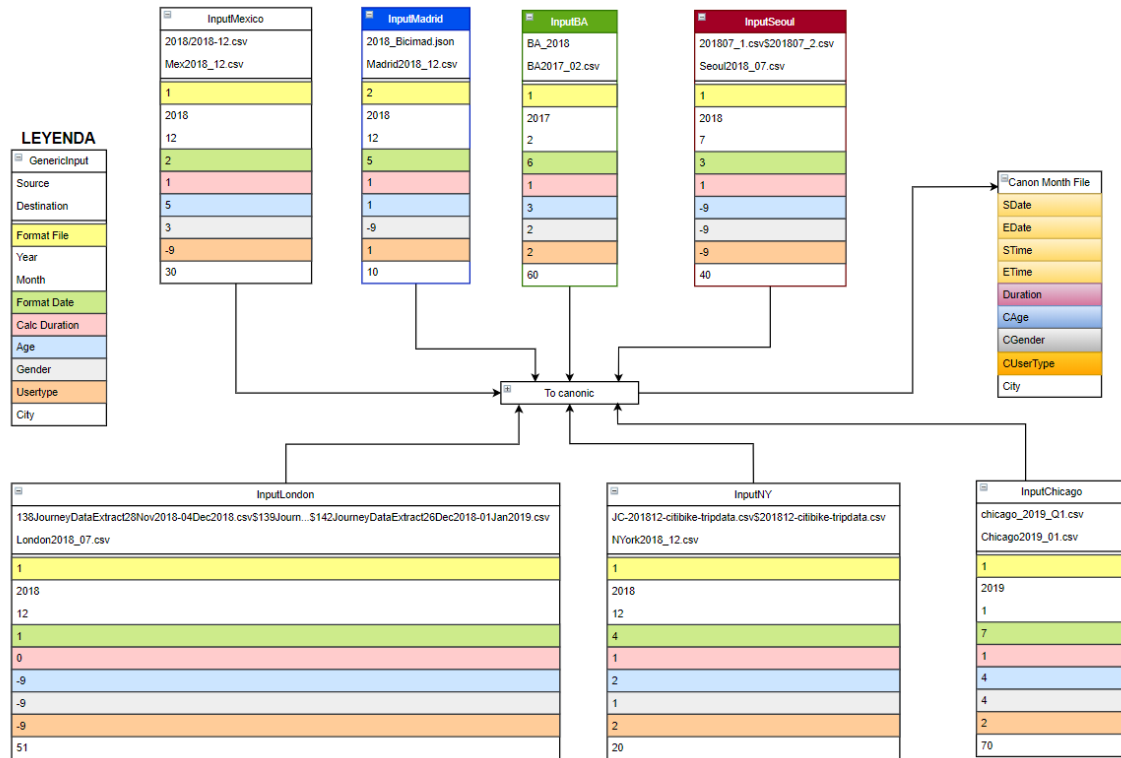 InputMexico
2018/2018-12.csv
Mex2018_12.csv
1
2018
12
2
1
5
3
-9
30
InputMadrid
2018_Bicimad.json
Madrid2018_12.csv
2
2018
12
5
1
1
-9
1
10
InputBA
BA_2018
BA2017_02.csv
1
2017
2
6
1
3
2
2
60
InputSeoul
201807_1.csv$201807_2.csv
Seoul2018_07.csv
1
2018
7
3
1
-9
-9
-9
40
LEYENDA
GenericInput
Source
Destination
Format File
Year
Month
Format Date
Calc Duration
Age
Gender
Usertype
City
Canon Month File
SDate
EDate
STime
ETime
Duration
CAge
CGender
CUserType
City
To canonic
InputLondon
138JourneyDataExtract28Nov2018-04Dec2018.csv$139Journ...$142JourneyDataExtract26Dec2018-01Jan2019.csv
London2018_07.csv
1
2018
12
1
0
-9
-9
-9
51
InputNY
JC-201812-citibike-tripdata.csv$201812-citibike-tripdata.csv
NYork2018_12.csv
1
2018
12
4
1
2
1
2
20
InputChicago
chicago_2019_Q1.csv
Chicago2019_01.csv
1
2019
1
7
1
4
4
2
70